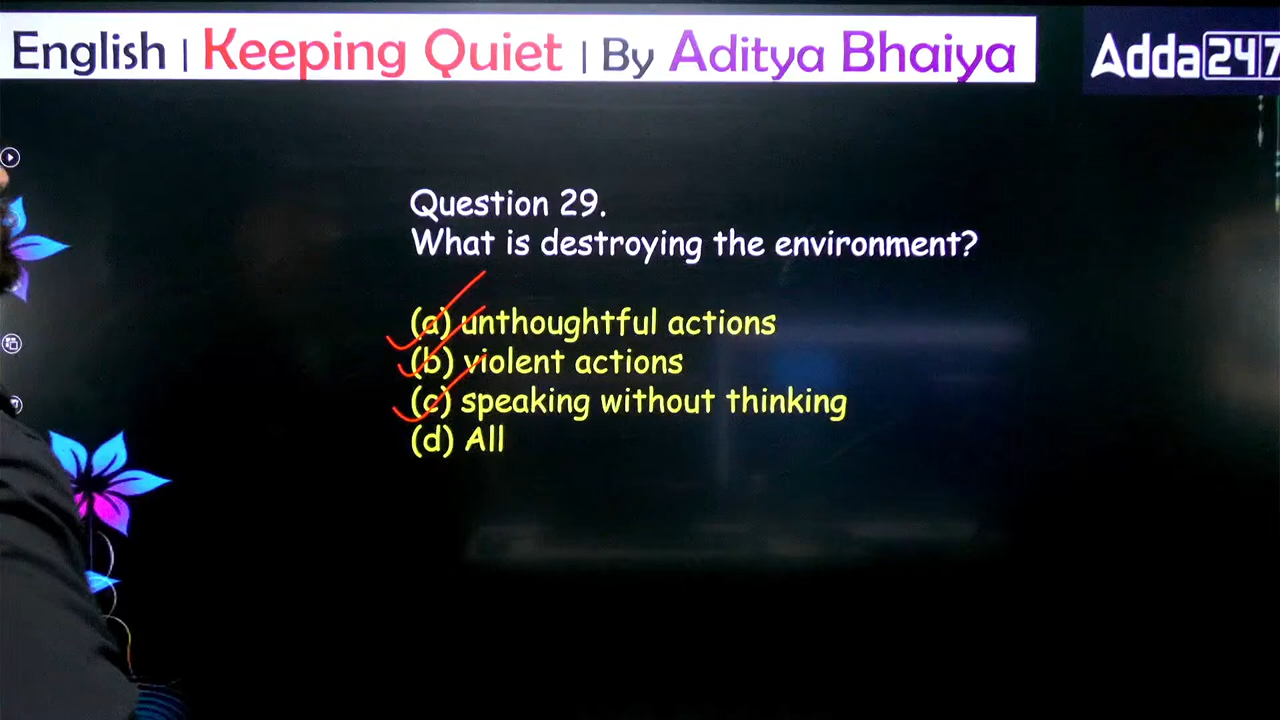 English | Keeping Quiet | By Aditya Bhaiya
Adda247
Question 29.
What is destroying the environment?
(a) unthoughtful actions
(b) violent actions
(c) speaking without thinking
(d) All